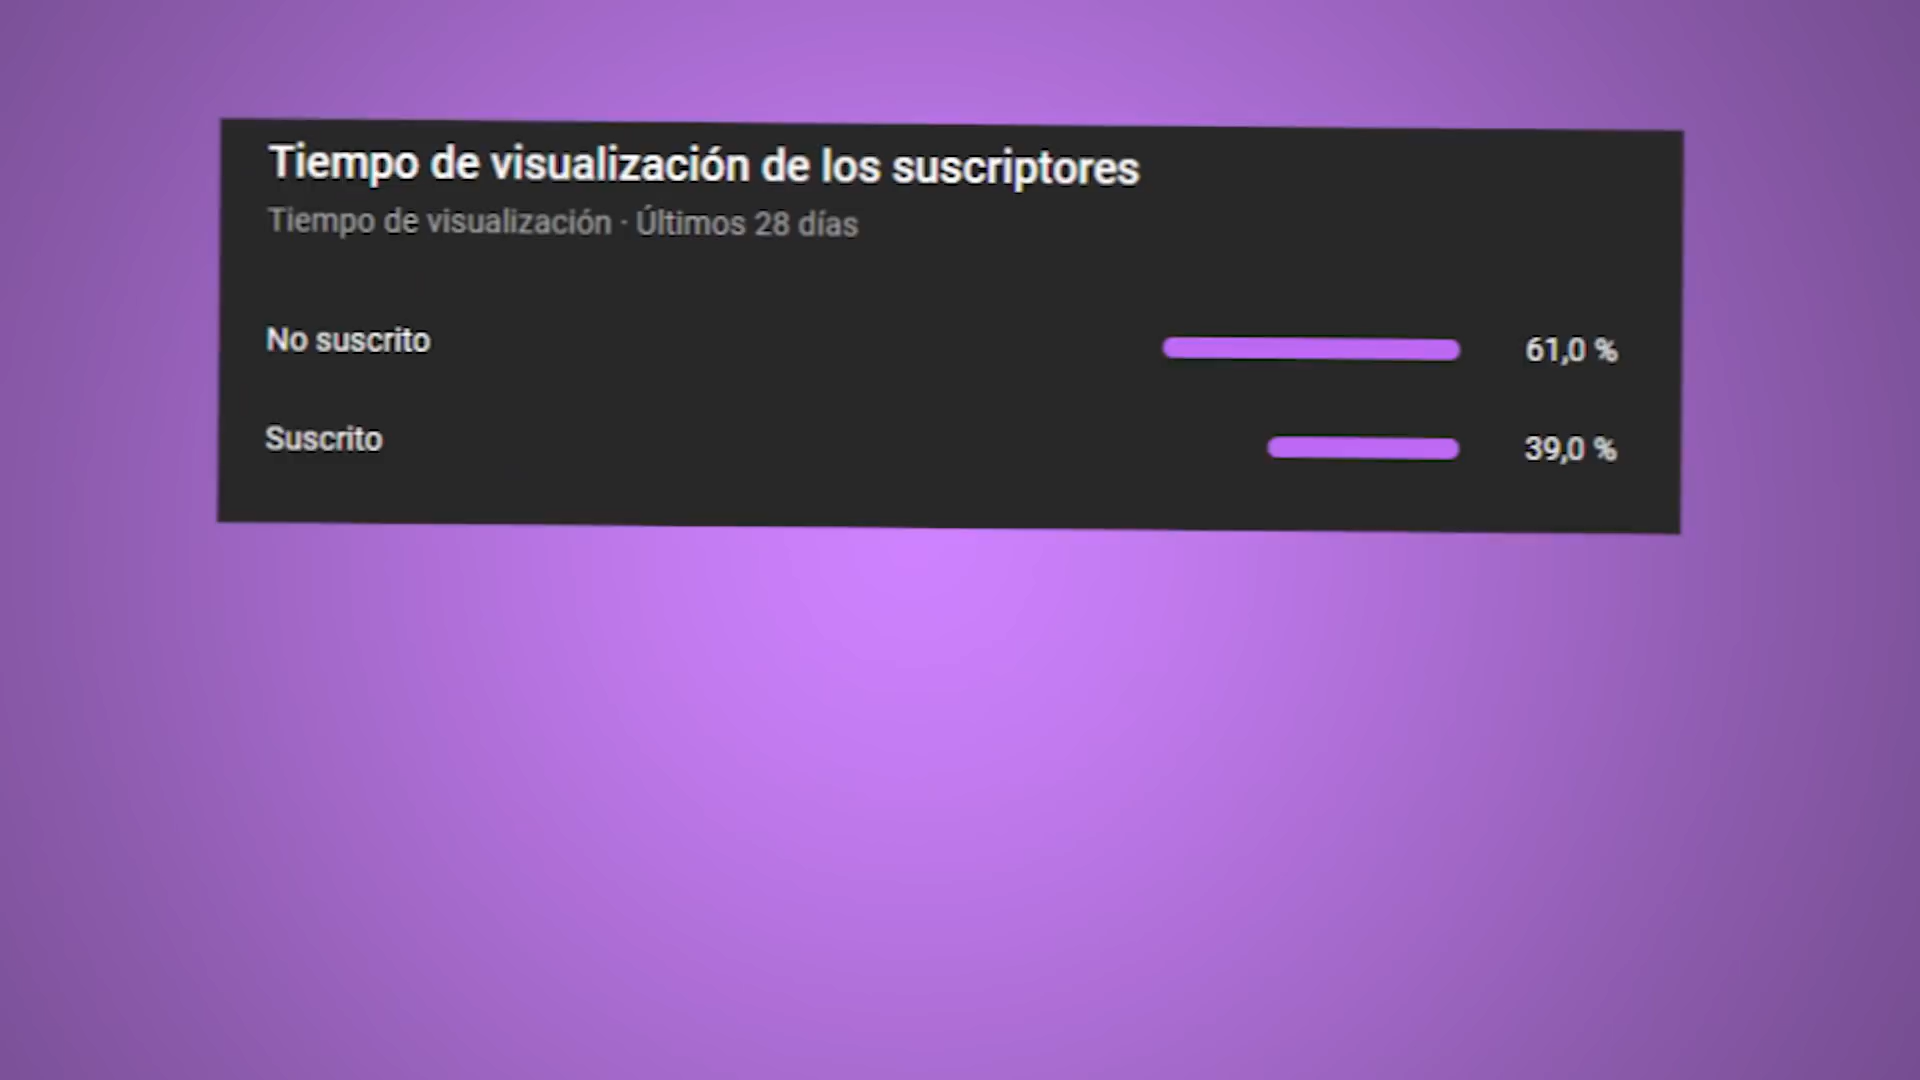 Tiempo de visualización de los suscriptores
Tiempo de visualización · Últimos 28 días
No suscrito 61,0 %
Suscrito 39,0 %